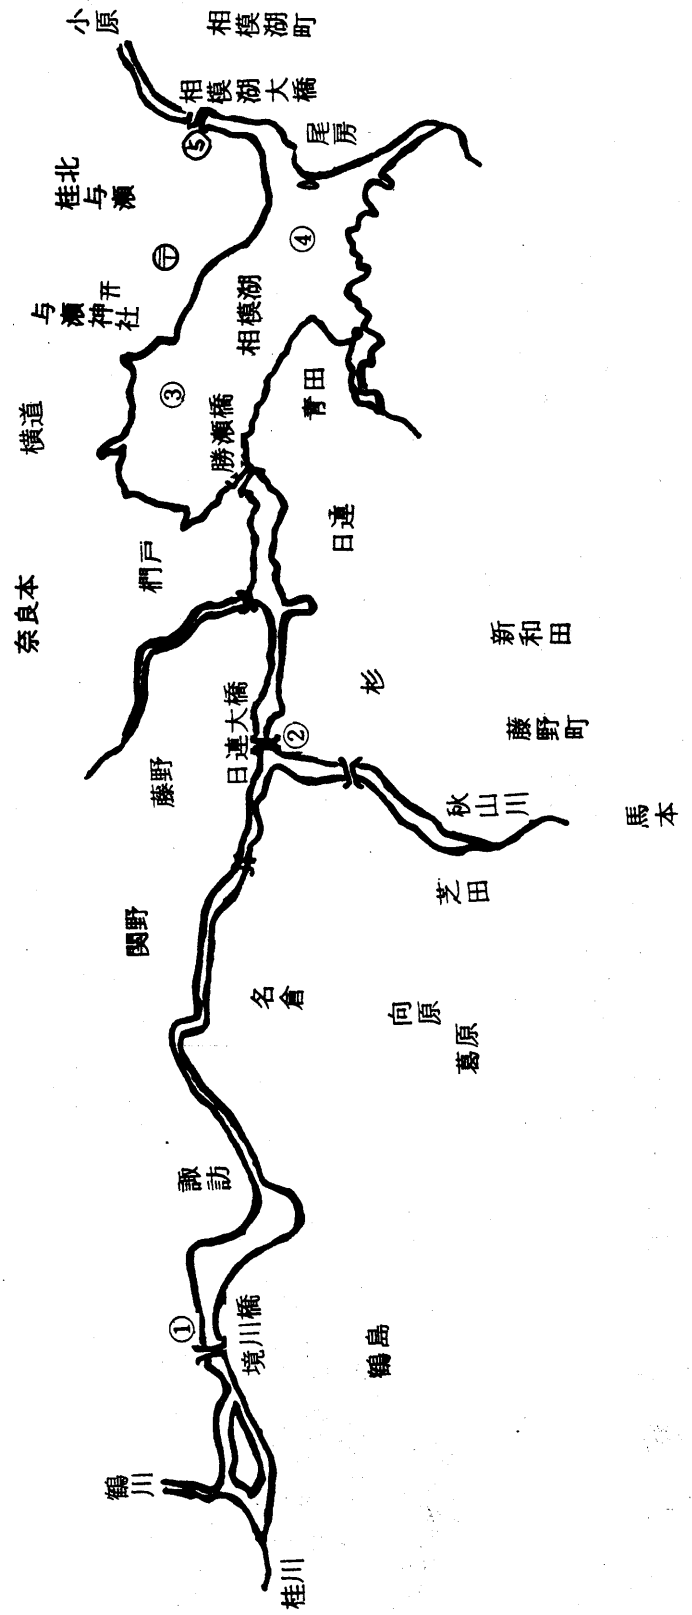 小原
相模湖町
相模湖大橋
⑤
尾房
桂北
与瀬
〒
④
与瀬神社
相模湖
③
青田
横道
勝瀬橋
日連
椚戸
奈良本
新和田
杉
日連大橋
②
藤野町
藤野
秋山川
馬本
芝田
関野
名倉
向原
葛原
諏訪
①
境川橋
鶴島
鶴川
桂川